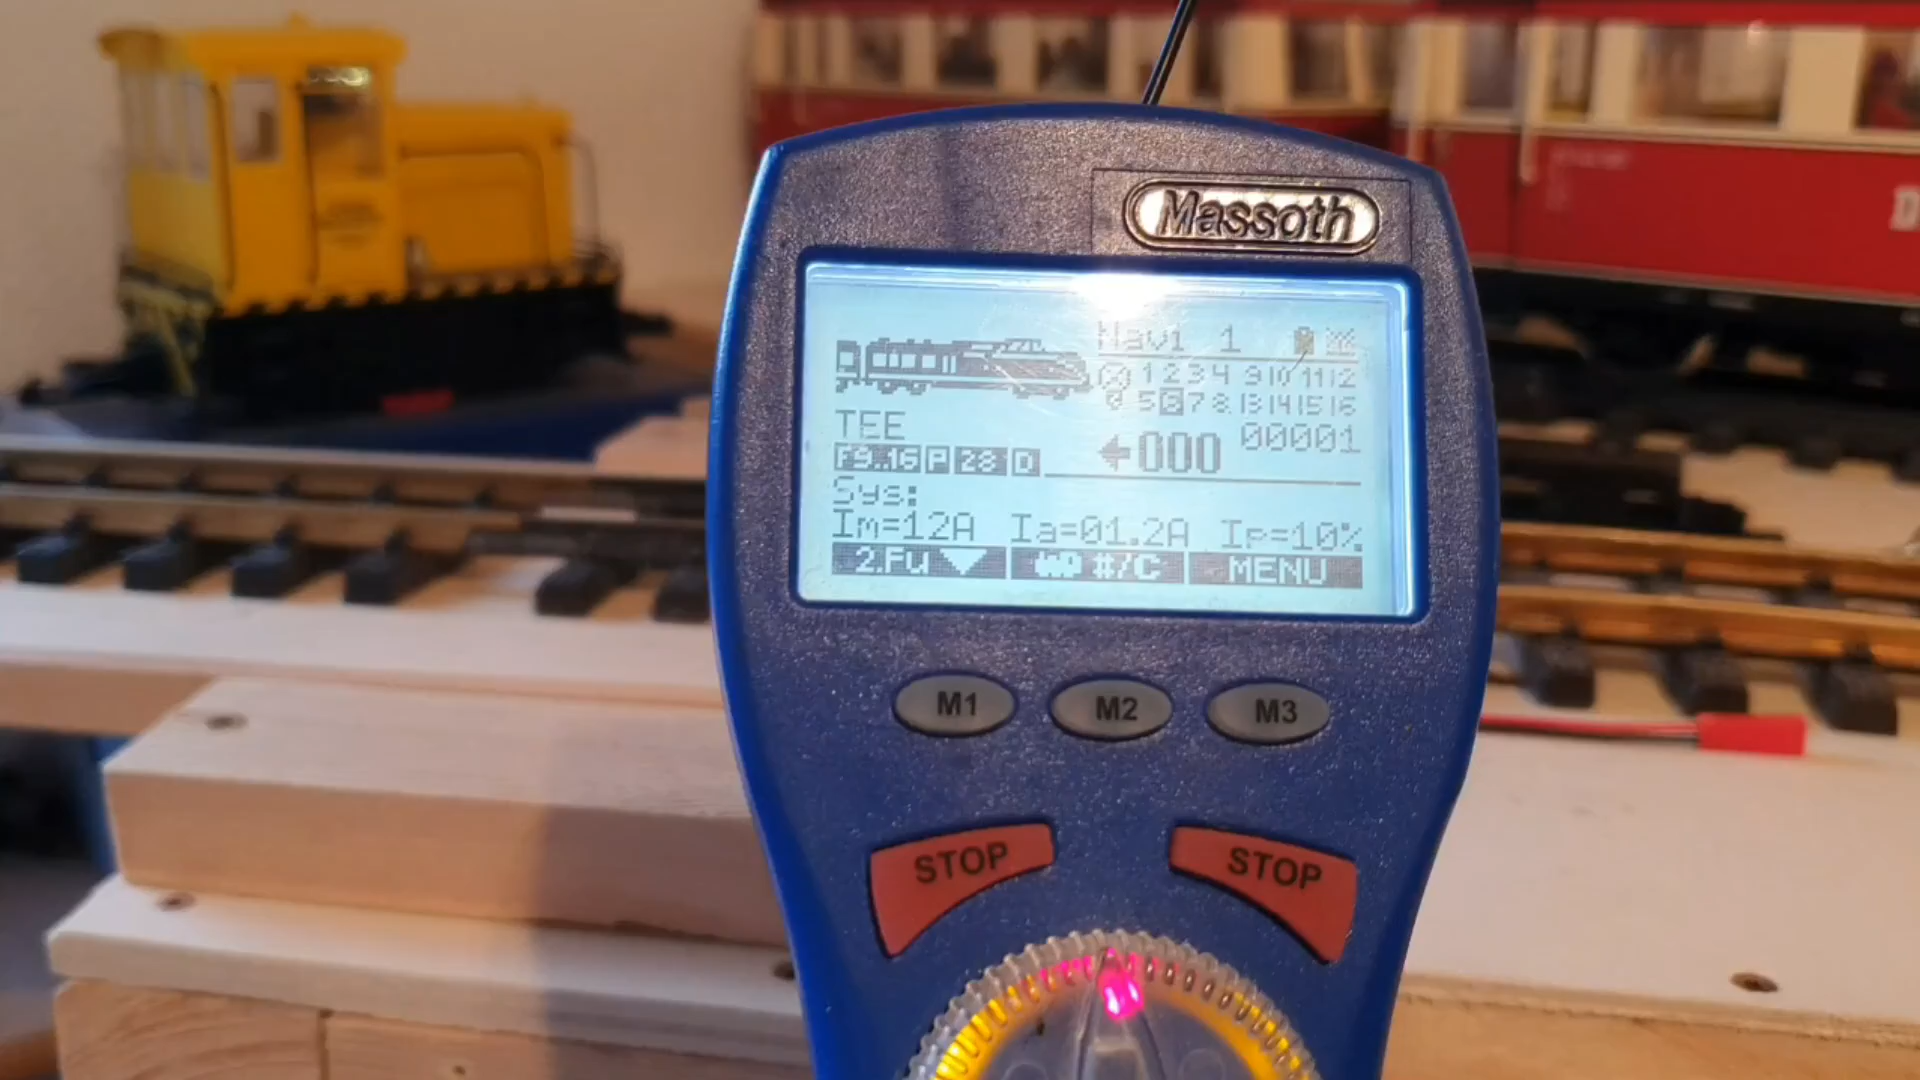 Massoth
Navi 1
1 2 3 4 9 10 11 12
5 6 7 8 13 14 15 16
TEE
←000 00001
F9..16 P 28 D
Sys:
Im=12A Ia=01.2A Ip=10%
2.Fu ▼ #/C MENU
M1 M2 M3
STOP STOP